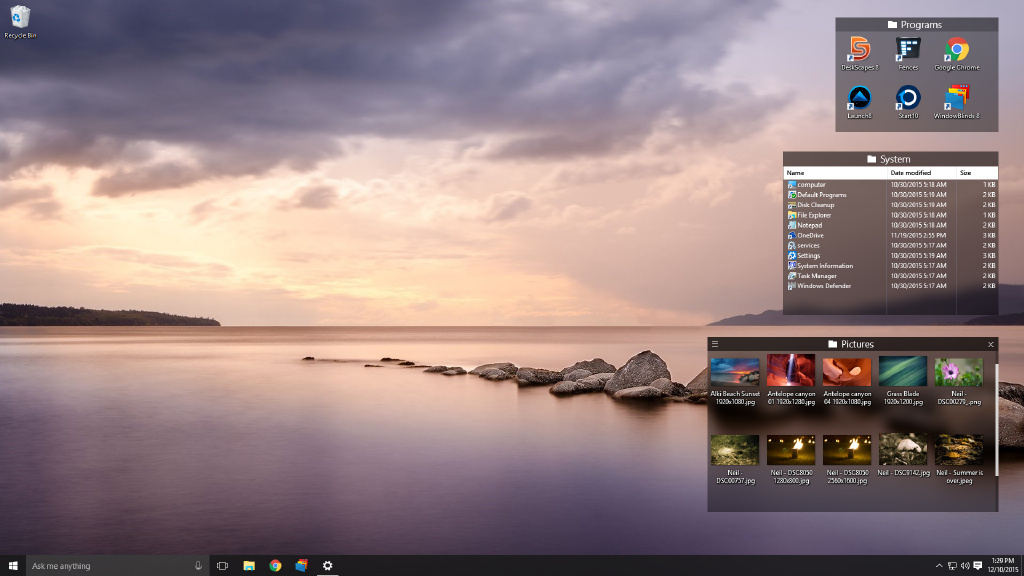 Recycle Bin
Programs
DeskScapes 8 Fences Google Chrome
Launch8 Start10 WindowBlinds 8
System
Name Date modified Size
computer 10/30/2015 5:18 AM 1 KB
Default Programs 10/30/2015 5:19 AM 2 KB
Disk Cleanup 10/30/2015 5:19 AM 2 KB
File Explorer 10/30/2015 5:18 AM 1 KB
Notepad 10/30/2015 5:18 AM 2 KB
OneDrive 11/19/2015 2:55 PM 3 KB
services 10/30/2015 5:17 AM 2 KB
Settings 10/30/2015 5:19 AM 3 KB
System Information 10/30/2015 5:17 AM 2 KB
Task Manager 10/30/2015 5:17 AM 2 KB
Windows Defender 10/30/2015 5:17 AM 2 KB
Pictures
Alki Beach Sunset Antelope canyon Antelope canyon Grass Blade Neil -
1920x1080.jpg 01 1920x1280.jpg 04 1920x1080.jpg 1920x1200.jpg DSC00279_.png
Neil - Neil - DSC8050 Neil - DSC8050 Neil - DSC9142.jpg Neil - Summer is
DSC00757.jpg 1280x800.jpg 2560x1600.jpg over.jpeg
Ask me anything
1:29 PM
12/10/2015